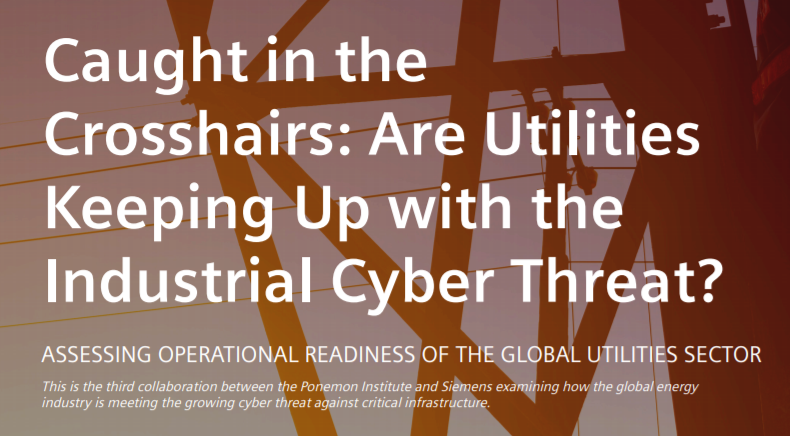 Caught in the
Crosshairs: Are Utilities
Keeping Up with the
Industrial Cyber Threat?
ASSESSING OPERATIONAL READINESS OF THE GLOBAL UTILITIES SECTOR
This is the third collaboration between the Ponemon Institute and Siemens examining how the global energy
industry is meeting the growing cyber threat against critical infrastructure.